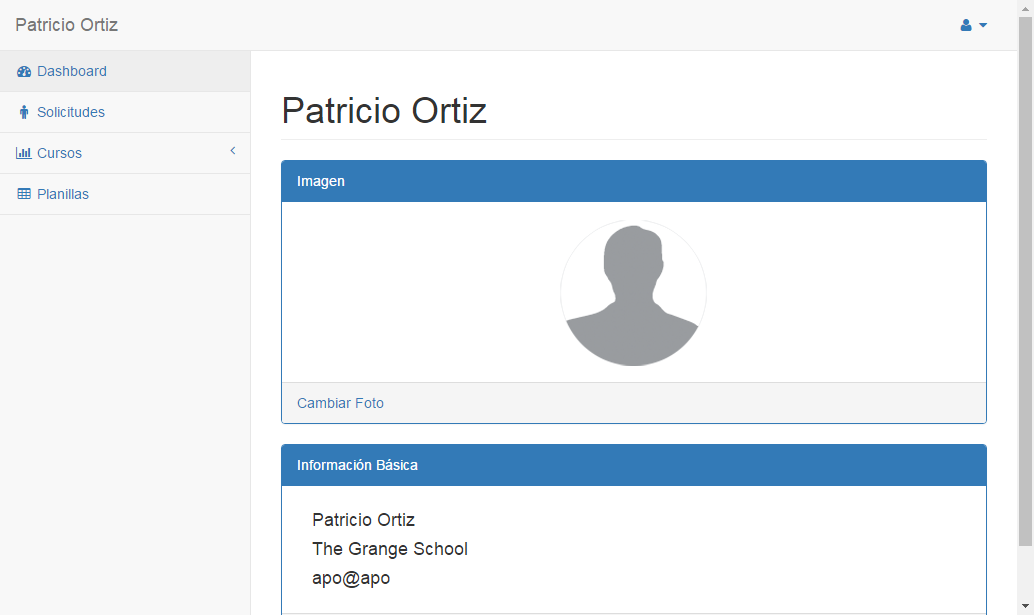 Patricio Ortiz
Dashboard
Solicitudes
Cursos
Planillas
Patricio Ortiz
Imagen
Cambiar Foto
Información Básica
Patricio Ortiz
The Grange School
apo@apo